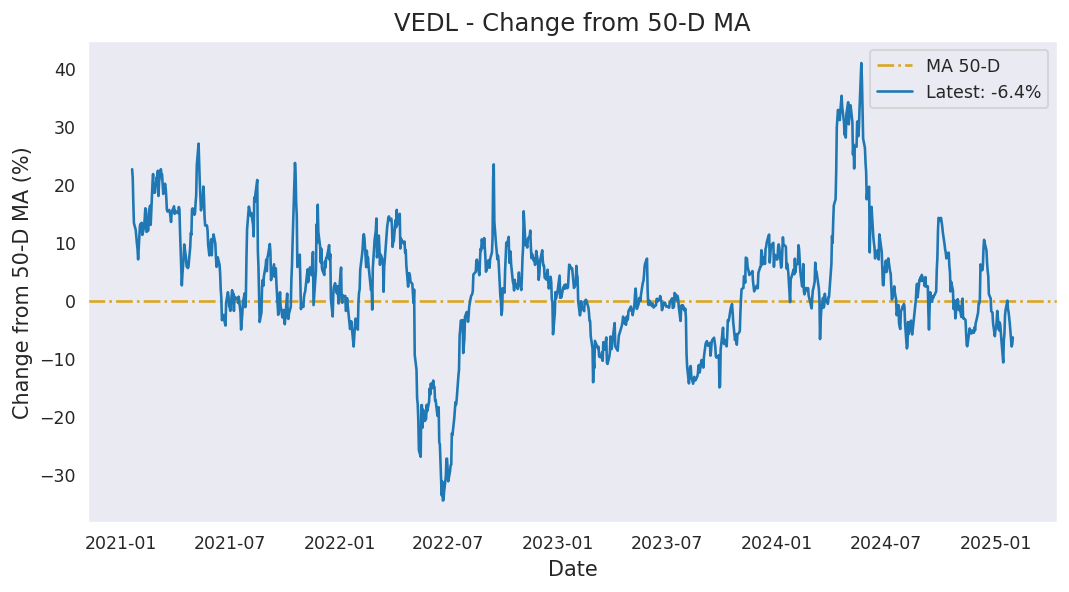 VEDL - Change from 50-D MA
MA 50-D
Latest: -6.4%
Change from 50-D MA (%)
40
30
20
10
0
−10
−20
−30
2021-01 2021-07 2022-01 2022-07 2023-01 2023-07 2024-01 2024-07 2025-01
Date